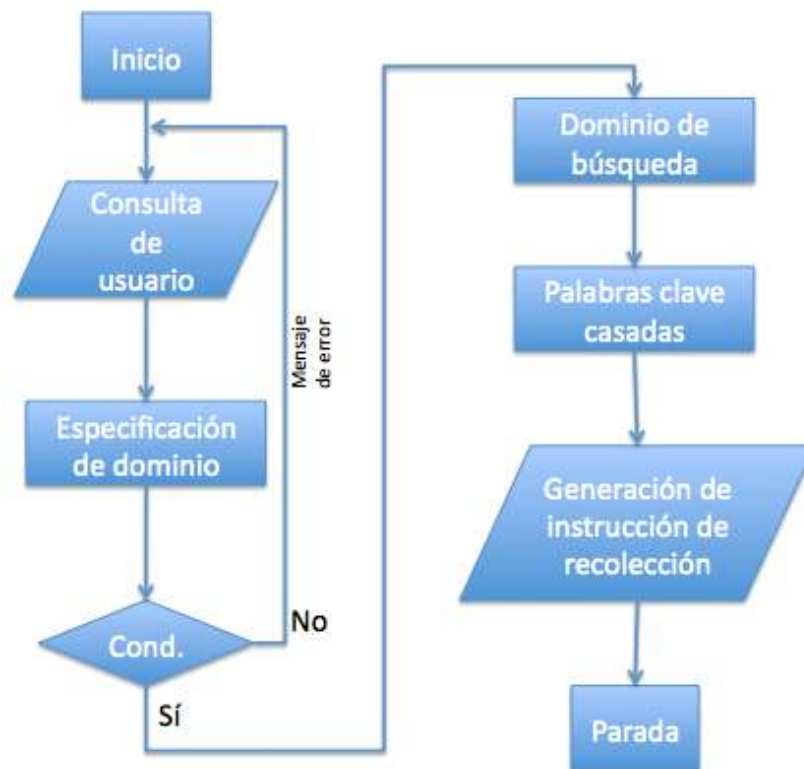 Inicio
Consulta
de
usuario
Especificación
de dominio
Cond.
No
Sí
Mensaje
de error
Dominio de
búsqueda
Palabras clave
casadas
Generación de
instrucción de
recolección
Parada